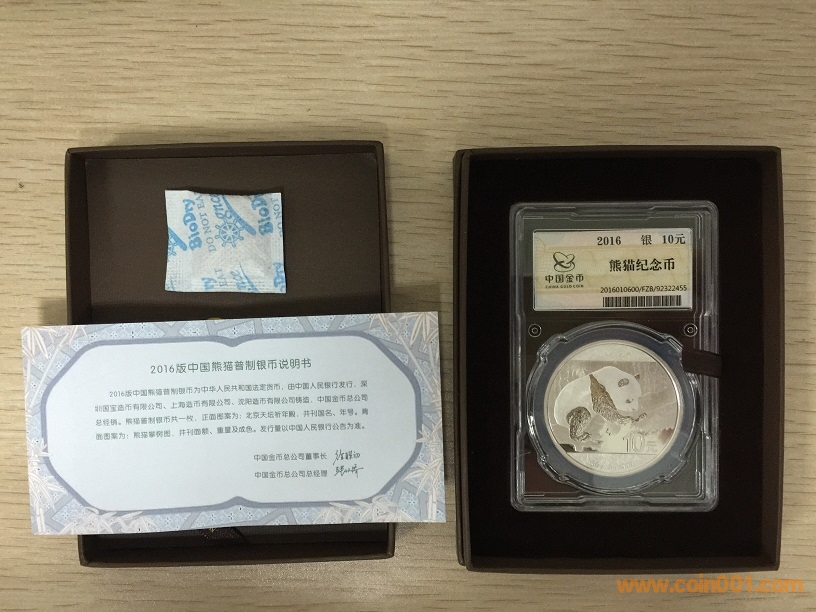 BioDry
DO NOT EAT
2016 银 10元
中国金币
CHINA GOLD COIN
熊猫纪念币
2016010600/FZB/92322455
10元
2016版中国熊猫普制银币说明书
2016版中国熊猫普制银币为中华人民共和国法定货币，由中国人民银行发行，深
圳国宝造币有限公司、上海造币有限公司、沈阳造币有限公司铸造，中国金币总公司
总经销。熊猫普制银币共一枚，正面图案为：北京天坛祈年殿，并刊国名、年号。背
面图案为：熊猫攀树图，并刊面额、重量及成色。发行量以中国人民银行公告为准。
中国金币总公司董事长
中国金币总公司总经理
www.coin001.com